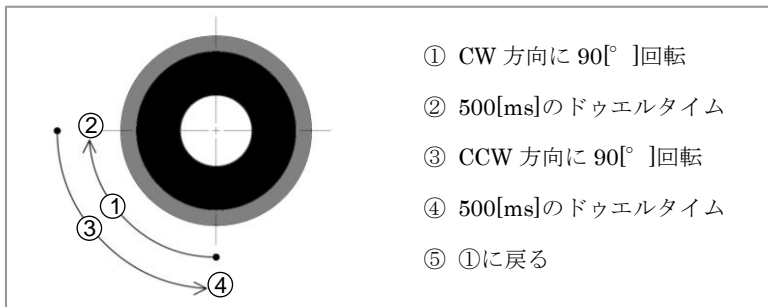 ① CW 方向に 90[° ]回転
② 500[ms]のドゥエルタイム
③ CCW 方向に 90[° ]回転
④ 500[ms]のドゥエルタイム
⑤ ①に戻る
②
①
③
④